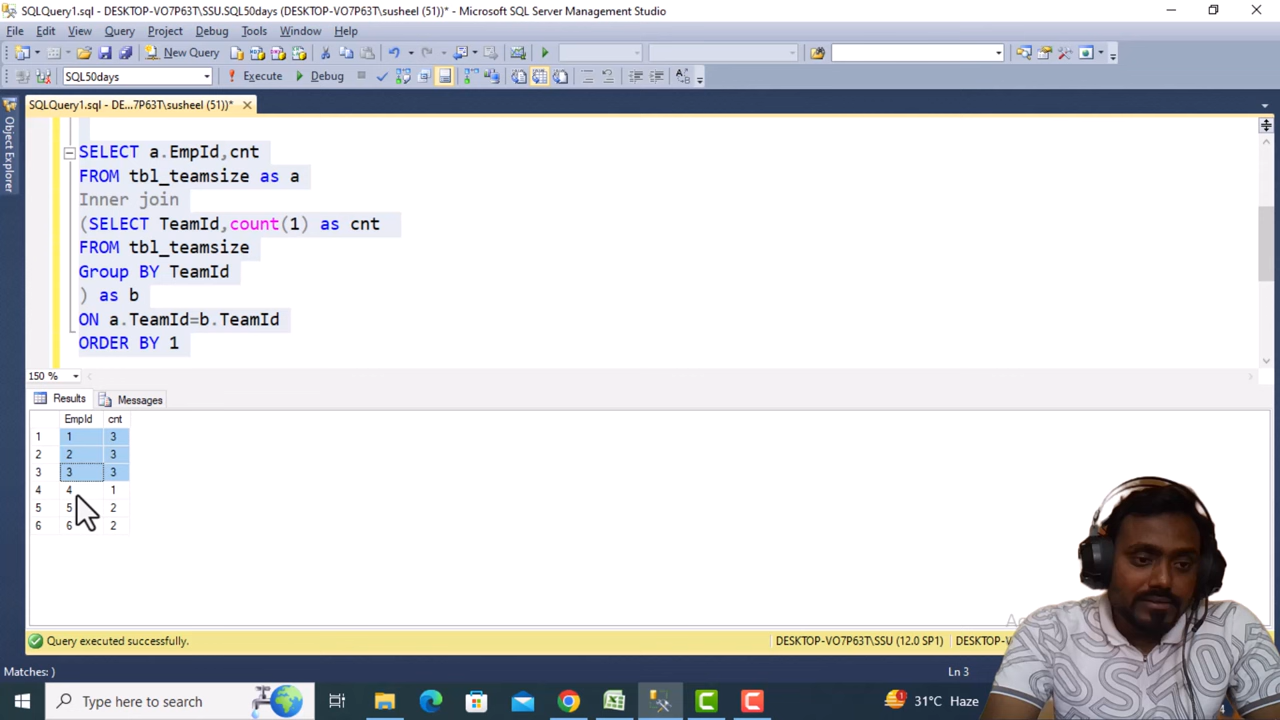 SQLQuery1.sql - DESKTOP-VO7P63T\SSU.SQL50days (DESKTOP-VO7P63T\susheel (51))* - Microsoft SQL Server Management Studio
File Edit View Query Project Debug Tools Window Help
New Query
SQL50days Execute Debug
SQLQuery1.sql - DE...7P63T\susheel (51))*
Object Explorer
SELECT a.EmpId,cnt
FROM tbl_teamsize as a
Inner join
(SELECT TeamId,count(1) as cnt
FROM tbl_teamsize
Group BY TeamId
) as b
ON a.TeamId=b.TeamId
ORDER BY 1
150 %
Results Messages
EmpId cnt
1 1 3
2 2 3
3 3 3
4 4 1
5 5 2
6 6 2
Query executed successfully. DESKTOP-VO7P63T\SSU (12.0 SP1)
Matches: ) Ln 3
Type here to search 31°C Haze